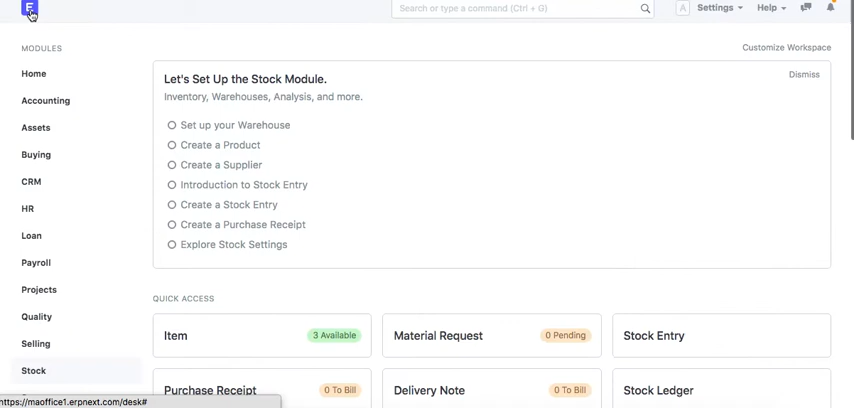 E
Search or type a command (Ctrl + G)
A
Settings
Help
MODULES
Customize Workspace
Home
Accounting
Assets
Buying
CRM
HR
Loan
Payroll
Projects
Quality
Selling
Stock
Let's Set Up the Stock Module.
Dismiss
Inventory, Warehouses, Analysis, and more.
Set up your Warehouse
Create a Product
Create a Supplier
Introduction to Stock Entry
Create a Stock Entry
Create a Purchase Receipt
Explore Stock Settings
QUICK ACCESS
Item 3 Available
Material Request 0 Pending
Stock Entry
Purchase Receipt 0 To Bill
Delivery Note 0 To Bill
Stock Ledger
https://maoffice1.erpnext.com/desk#